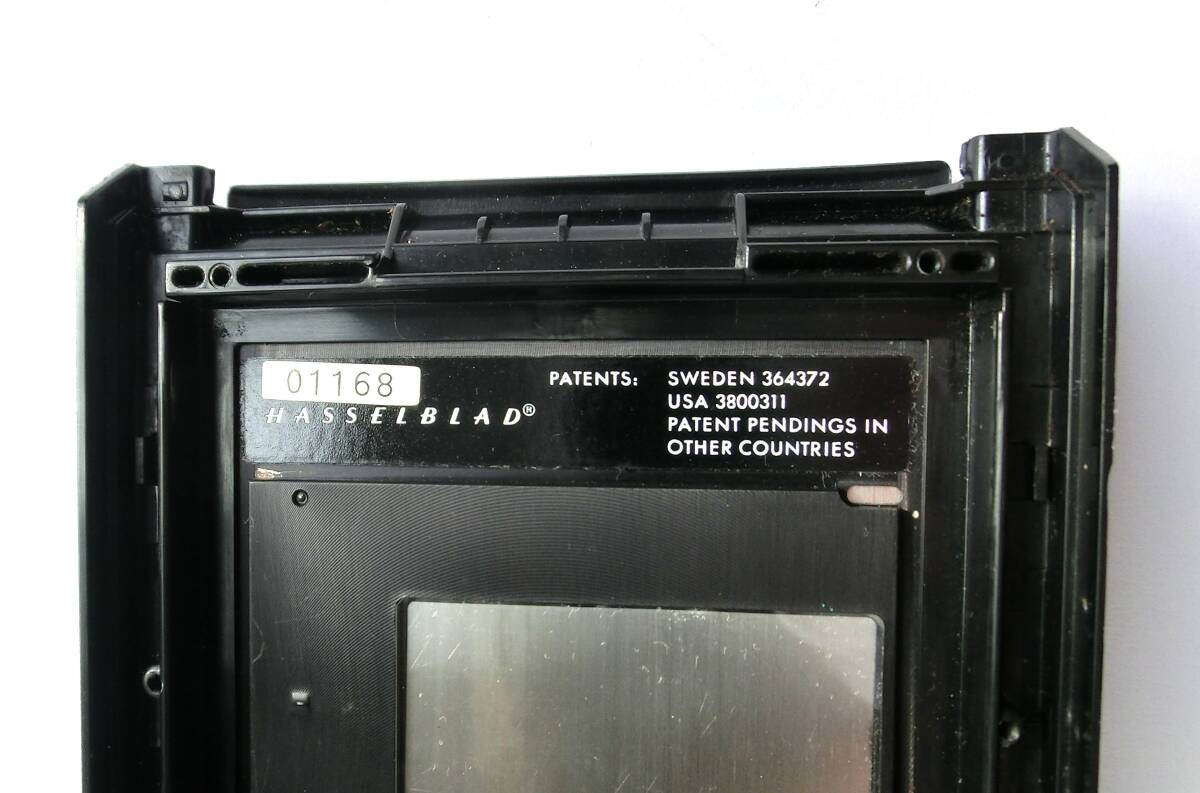 01168
HASSELBLAD®
PATENTS: SWEDEN 364372
USA 3800311
PATENT PENDINGS IN
OTHER COUNTRIES